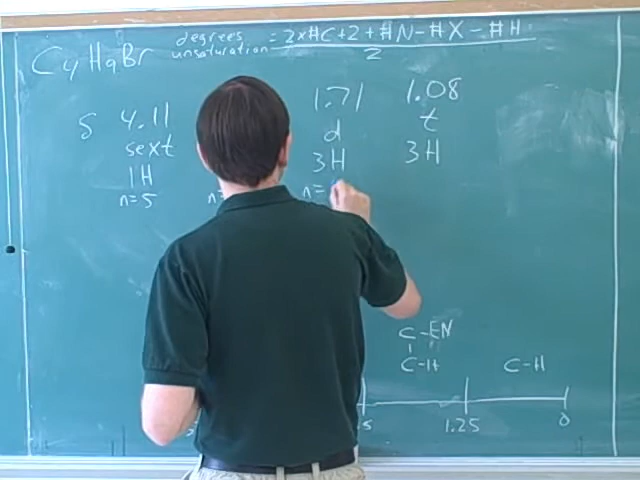 C4H9Br degrees unsaturation = 2x#C+2+#N-#X-#H / 2
δ 4.11 1.71 1.08
sext d t
1H 3H 3H
n=5 n= n=
C-EN
C-H C-H
1.25 0